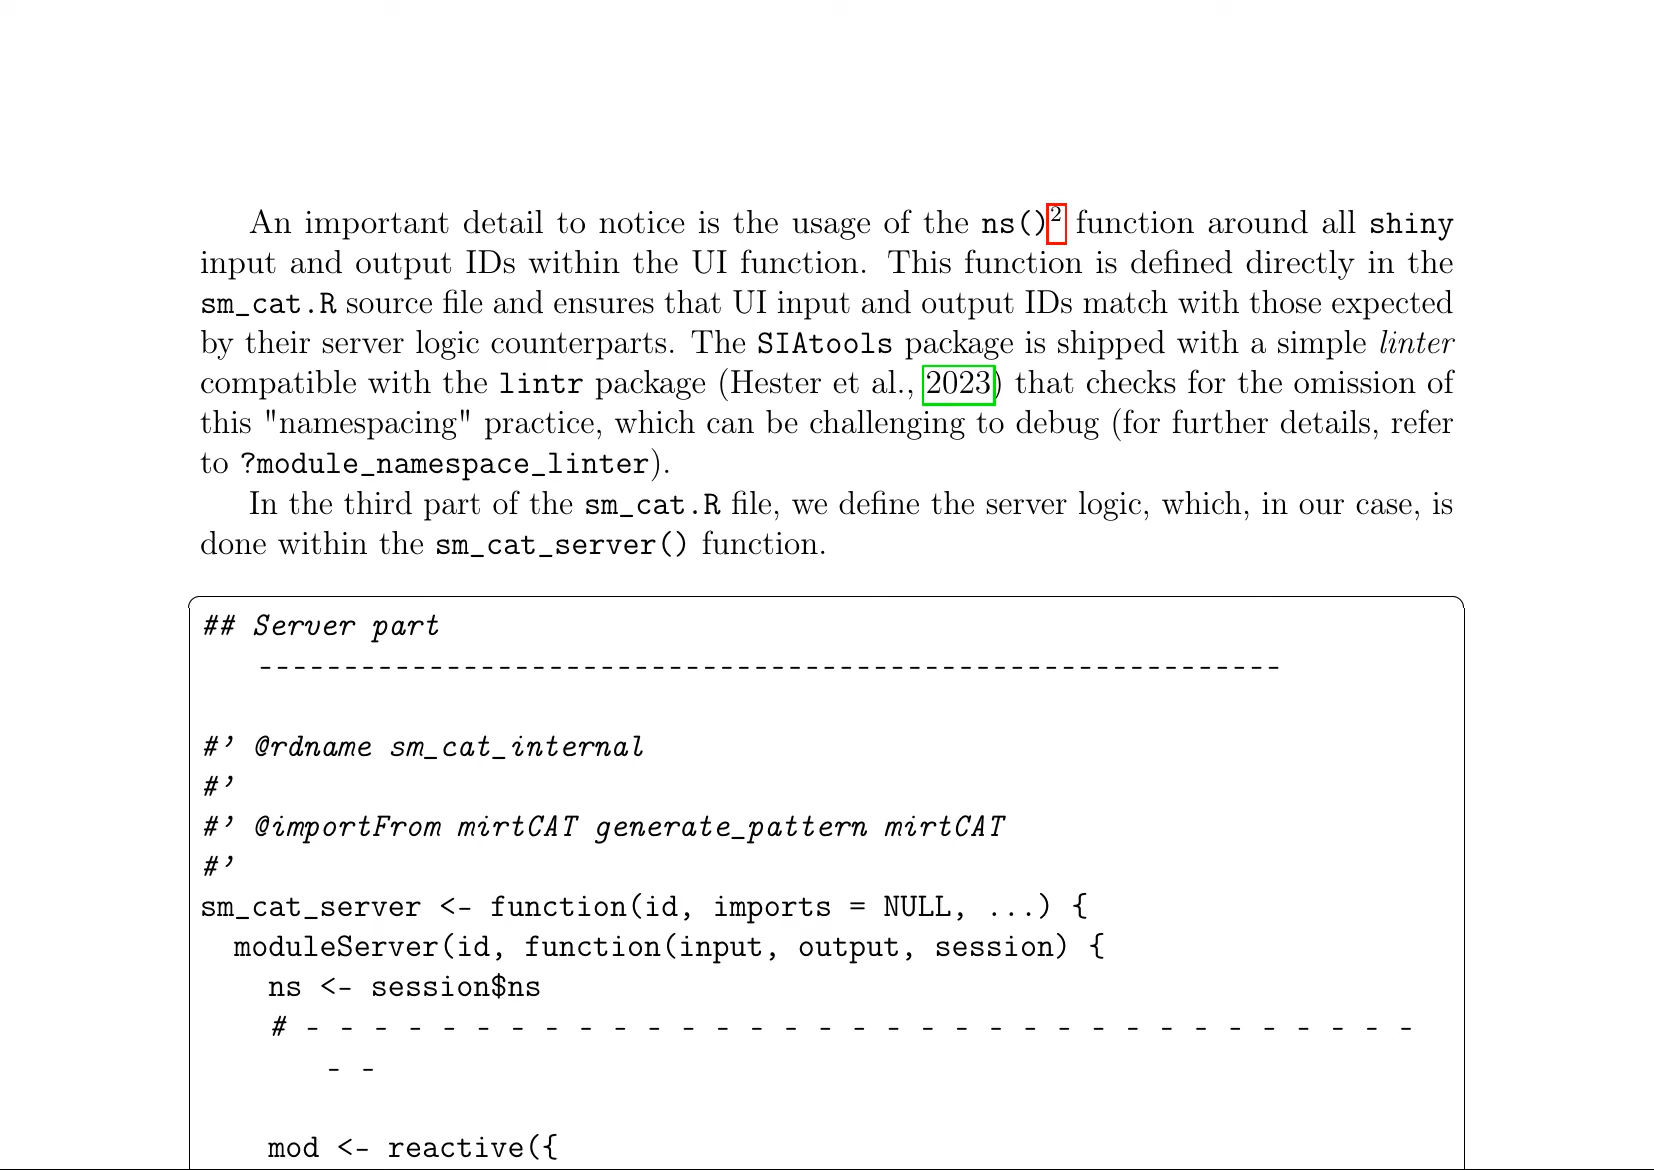 An important detail to notice is the usage of the ns()2 function around all shiny
input and output IDs within the UI function. This function is defined directly in the
sm_cat.R source file and ensures that UI input and output IDs match with those expected
by their server logic counterparts. The SIAtools package is shipped with a simple linter
compatible with the lintr package (Hester et al., 2023) that checks for the omission of
this "namespacing" practice, which can be challenging to debug (for further details, refer
to ?module_namespace_linter).
In the third part of the sm_cat.R file, we define the server logic, which, in our case, is
done within the sm_cat_server() function.
## Server part
------------------------------------------------------------
#' @rdname sm_cat_internal
#'
#' @importFrom mirtCAT generate_pattern mirtCAT
#'
sm_cat_server <- function(id, imports = NULL, ...) {
moduleServer(id, function(input, output, session) {
ns <- session$ns
# - - - - - - - - - - - - - - - - - - - - - - - - - - - - - - - - -
- -
mod <- reactive({